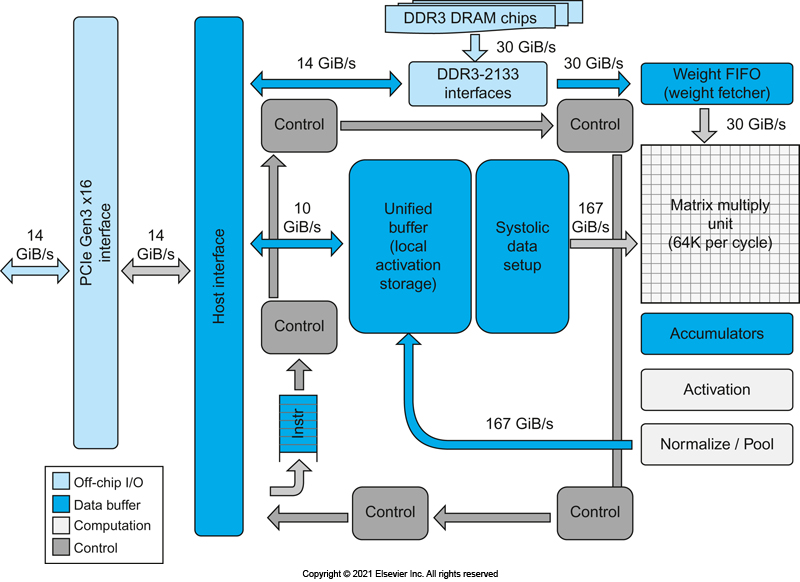 DDR3 DRAM chips
30 GiB/s
14 GiB/s
DDR3-2133
interfaces
30 GiB/s
Weight FIFO
(weight fetcher)
30 GiB/s
Control
Control
PCIe Gen3 x16
interface
14
GiB/s
14
GiB/s
Host interface
10
GiB/s
Unified
buffer
(local
activation
storage)
Systolic
data
setup
167
GiB/s
Matrix multiply
unit
(64K per cycle)
Control
Accumulators
Activation
Instr
167 GiB/s
Normalize / Pool
Off-chip I/O
Data buffer
Computation
Control
Control
Control
Copyright © 2021 Elsevier Inc. All rights reserved